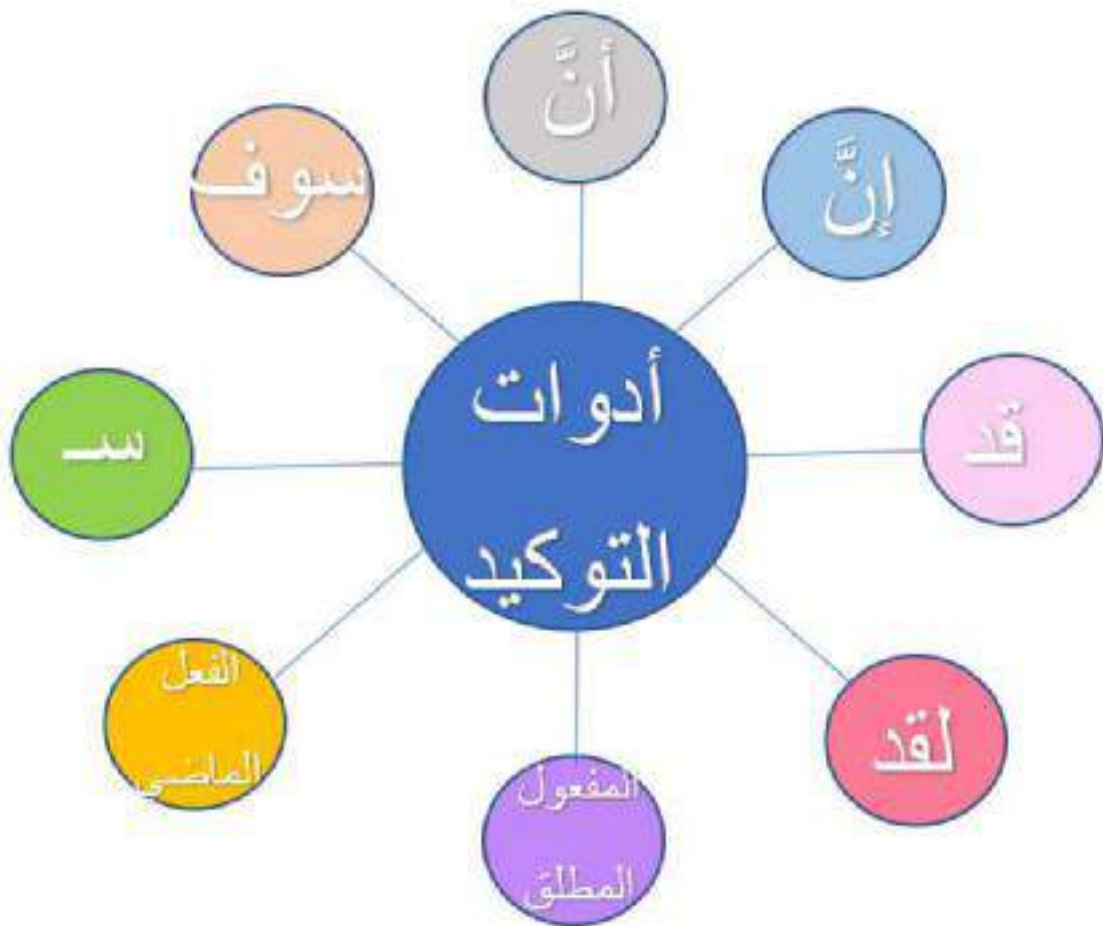 أدوات
التوكيد
أنَّ
إنَّ
قد
لقد
المفعول
المطلق
الفعل
الماضي
سـ
سوف